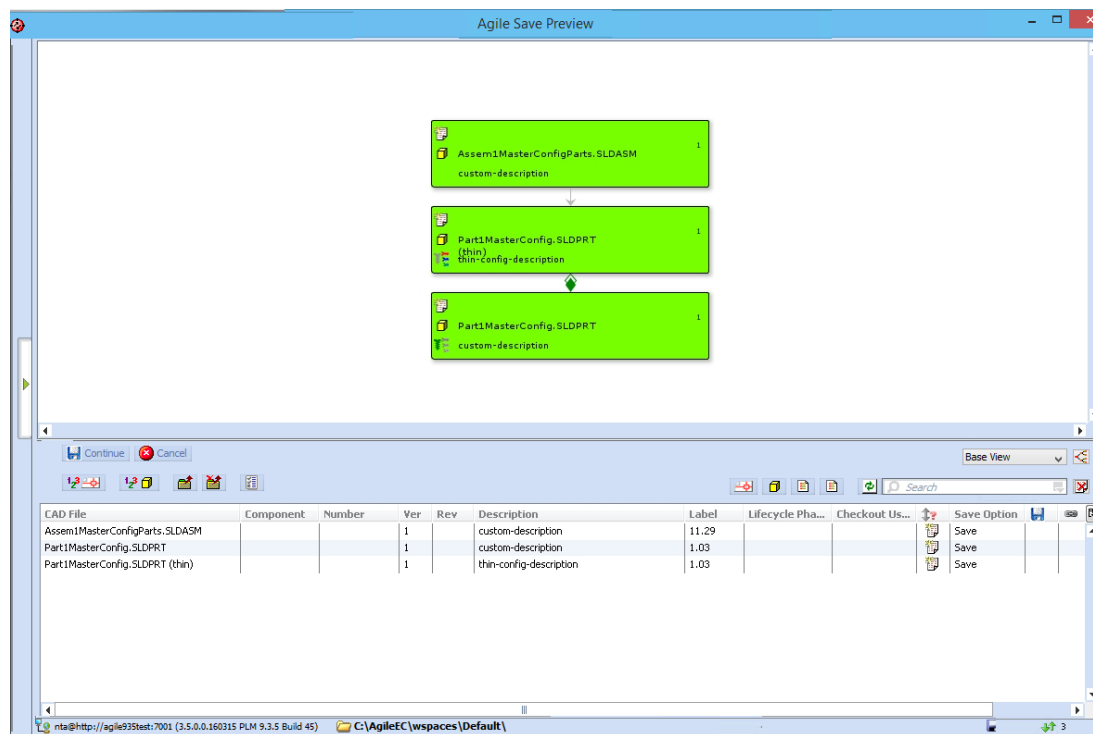 Agile Save Preview
1
Assem1MasterConfigParts.SLDASM
custom-description
1
Part1MasterConfig.SLDPRT
(thin)
thin-config-description
1
Part1MasterConfig.SLDPRT
custom-description
Continue Cancel
Base View
Search
CAD File Component Number Ver Rev Description Label Lifecycle Pha... Checkout Us... Save Option
Assem1MasterConfigParts.SLDASM 1 custom-description 11.29 Save
Part1MasterConfig.SLDPRT 1 custom-description 1.03 Save
Part1MasterConfig.SLDPRT (thin) 1 thin-config-description 1.03 Save
nta@http://agile935test:7001 (3.5.0.0.160315 PLM 9.3.5 Build 45) C:\AgileEC\wspaces\Default\ 3